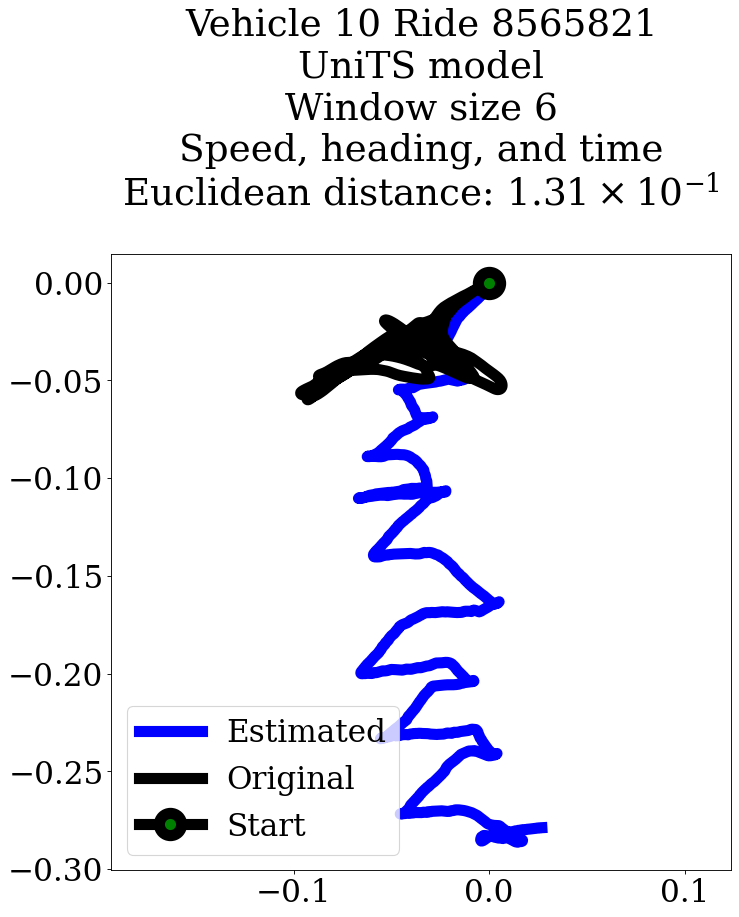 Vehicle 10 Ride 8565821
UniTS model
Window size 6
Speed, heading, and time
Euclidean distance: 1.31 × 10⁻¹
0.00
−0.05
−0.10
−0.15
−0.20
−0.25
−0.30
Estimated
Original
Start
−0.1
0.0
0.1